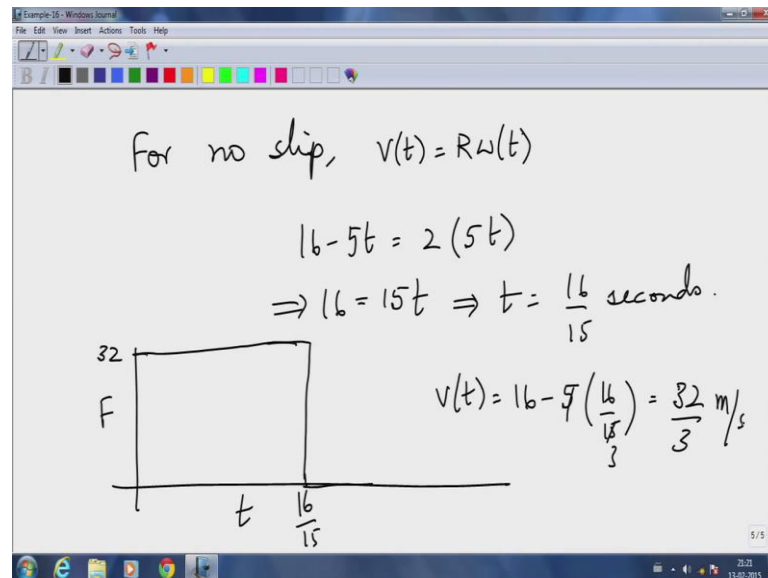 Example-16 - Windows Journal
File Edit View Insert Actions Tools Help
B I
For no slip, V(t) = Rω(t)
16-5t = 2(5t)
⇒ 16 = 15t ⇒ t = 16/15 seconds.
32
F
t
16/15
V(t) = 16 - 5(16/15) = 32/3 m/s
3
5/5
21:21
13-02-2015